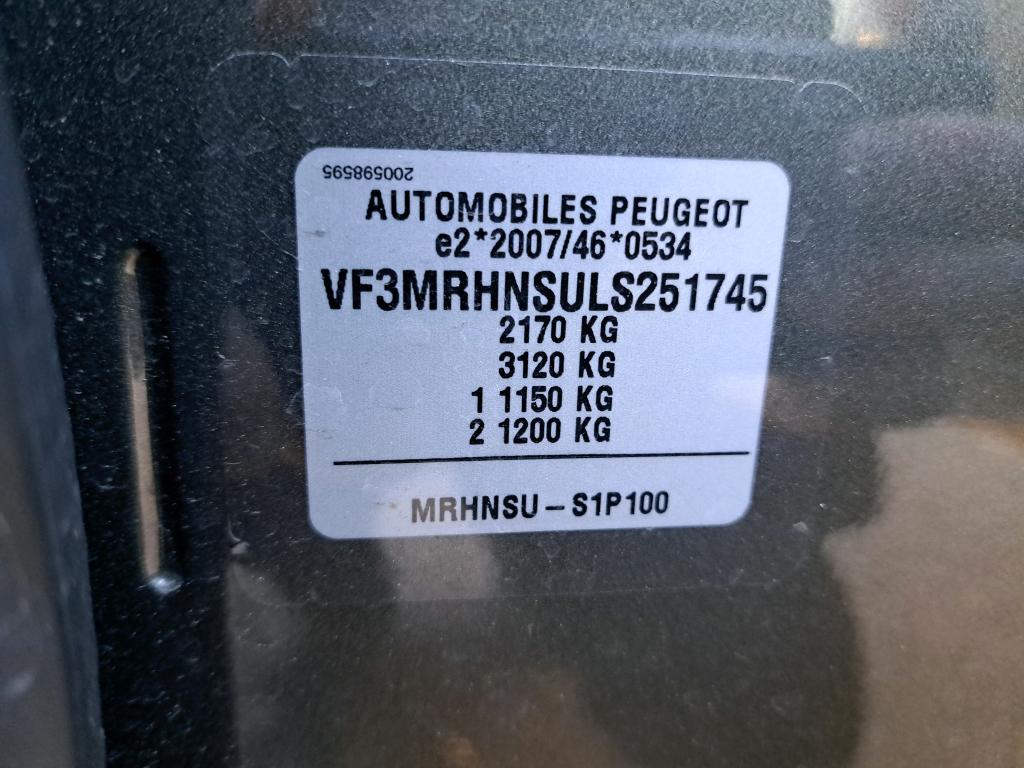 200598595
AUTOMOBILES PEUGEOT
e2*2007/46*0534
VF3MRHNSULS251745
2170 KG
3120 KG
1 1150 KG
2 1200 KG
MRHNSU - S1P100